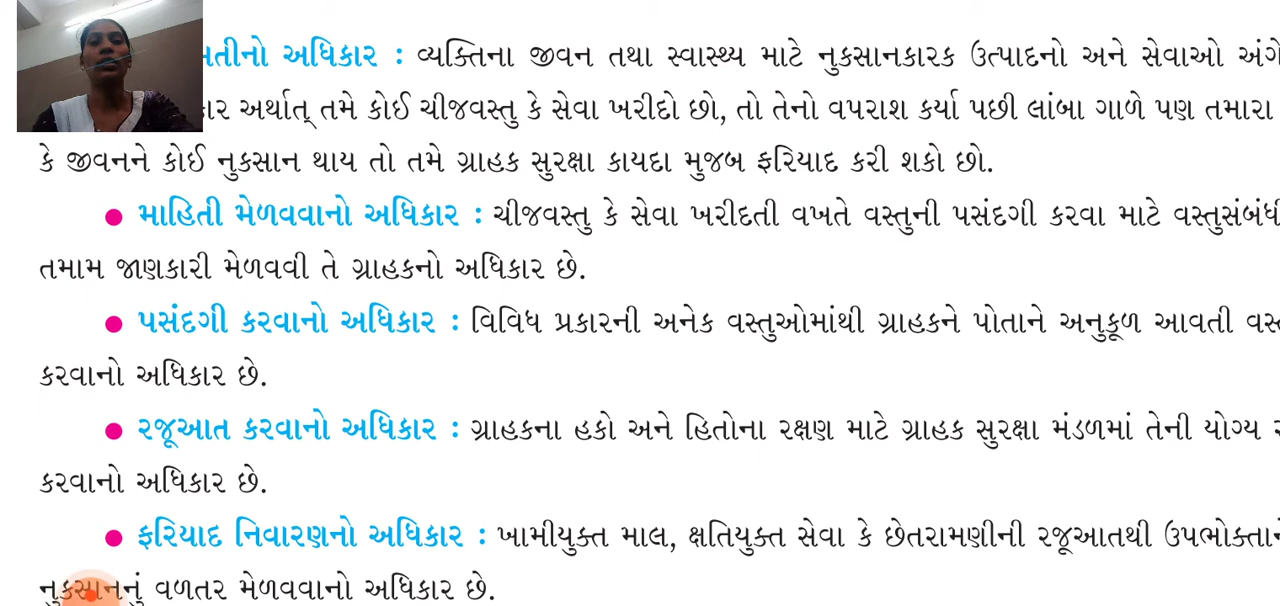 અધિકાર : વ્યક્તિના જીવન તથા સ્વાસ્થ્ય માટે નુકસાનકારક ઉત્પાદનો અને સેવાઓ અંગે
અર્થાત્ તમે કોઈ ચીજવસ્તુ કે સેવા ખરીદો છો, તો તેનો વપરાશ કર્યા પછી લાંબા ગાળે પણ તમારા
કે જીવનને કોઈ નુકસાન થાય તો તમે ગ્રાહક સુરક્ષા કાયદા મુજબ ફરિયાદ કરી શકો છો.
● માહિતી મેળવવાનો અધિકાર : ચીજવસ્તુ કે સેવા ખરીદતી વખતે વસ્તુની પસંદગી કરવા માટે વસ્તુસંબંધી
તમામ જાણકારી મેળવવી તે ગ્રાહકનો અધિકાર છે.
● પસંદગી કરવાનો અધિકાર : વિવિધ પ્રકારની અનેક વસ્તુઓમાંથી ગ્રાહકને પોતાને અનુકૂળ આવતી
કરવાનો અધિકાર છે.
● રજૂઆત કરવાનો અધિકાર : ગ્રાહકના હકો અને હિતોના રક્ષણ માટે ગ્રાહક સુરક્ષા મંડળમાં તેની યોગ્ય
કરવાનો અધિકાર છે.
● ફરિયાદ નિવારણનો અધિકાર : ખામીયુક્ત માલ, ક્ષતિયુક્ત સેવા કે છેતરામણીની રજૂઆતથી ઉપભોક્તાને
નુકસાનનું વળતર મેળવવાનો અધિકાર છે.